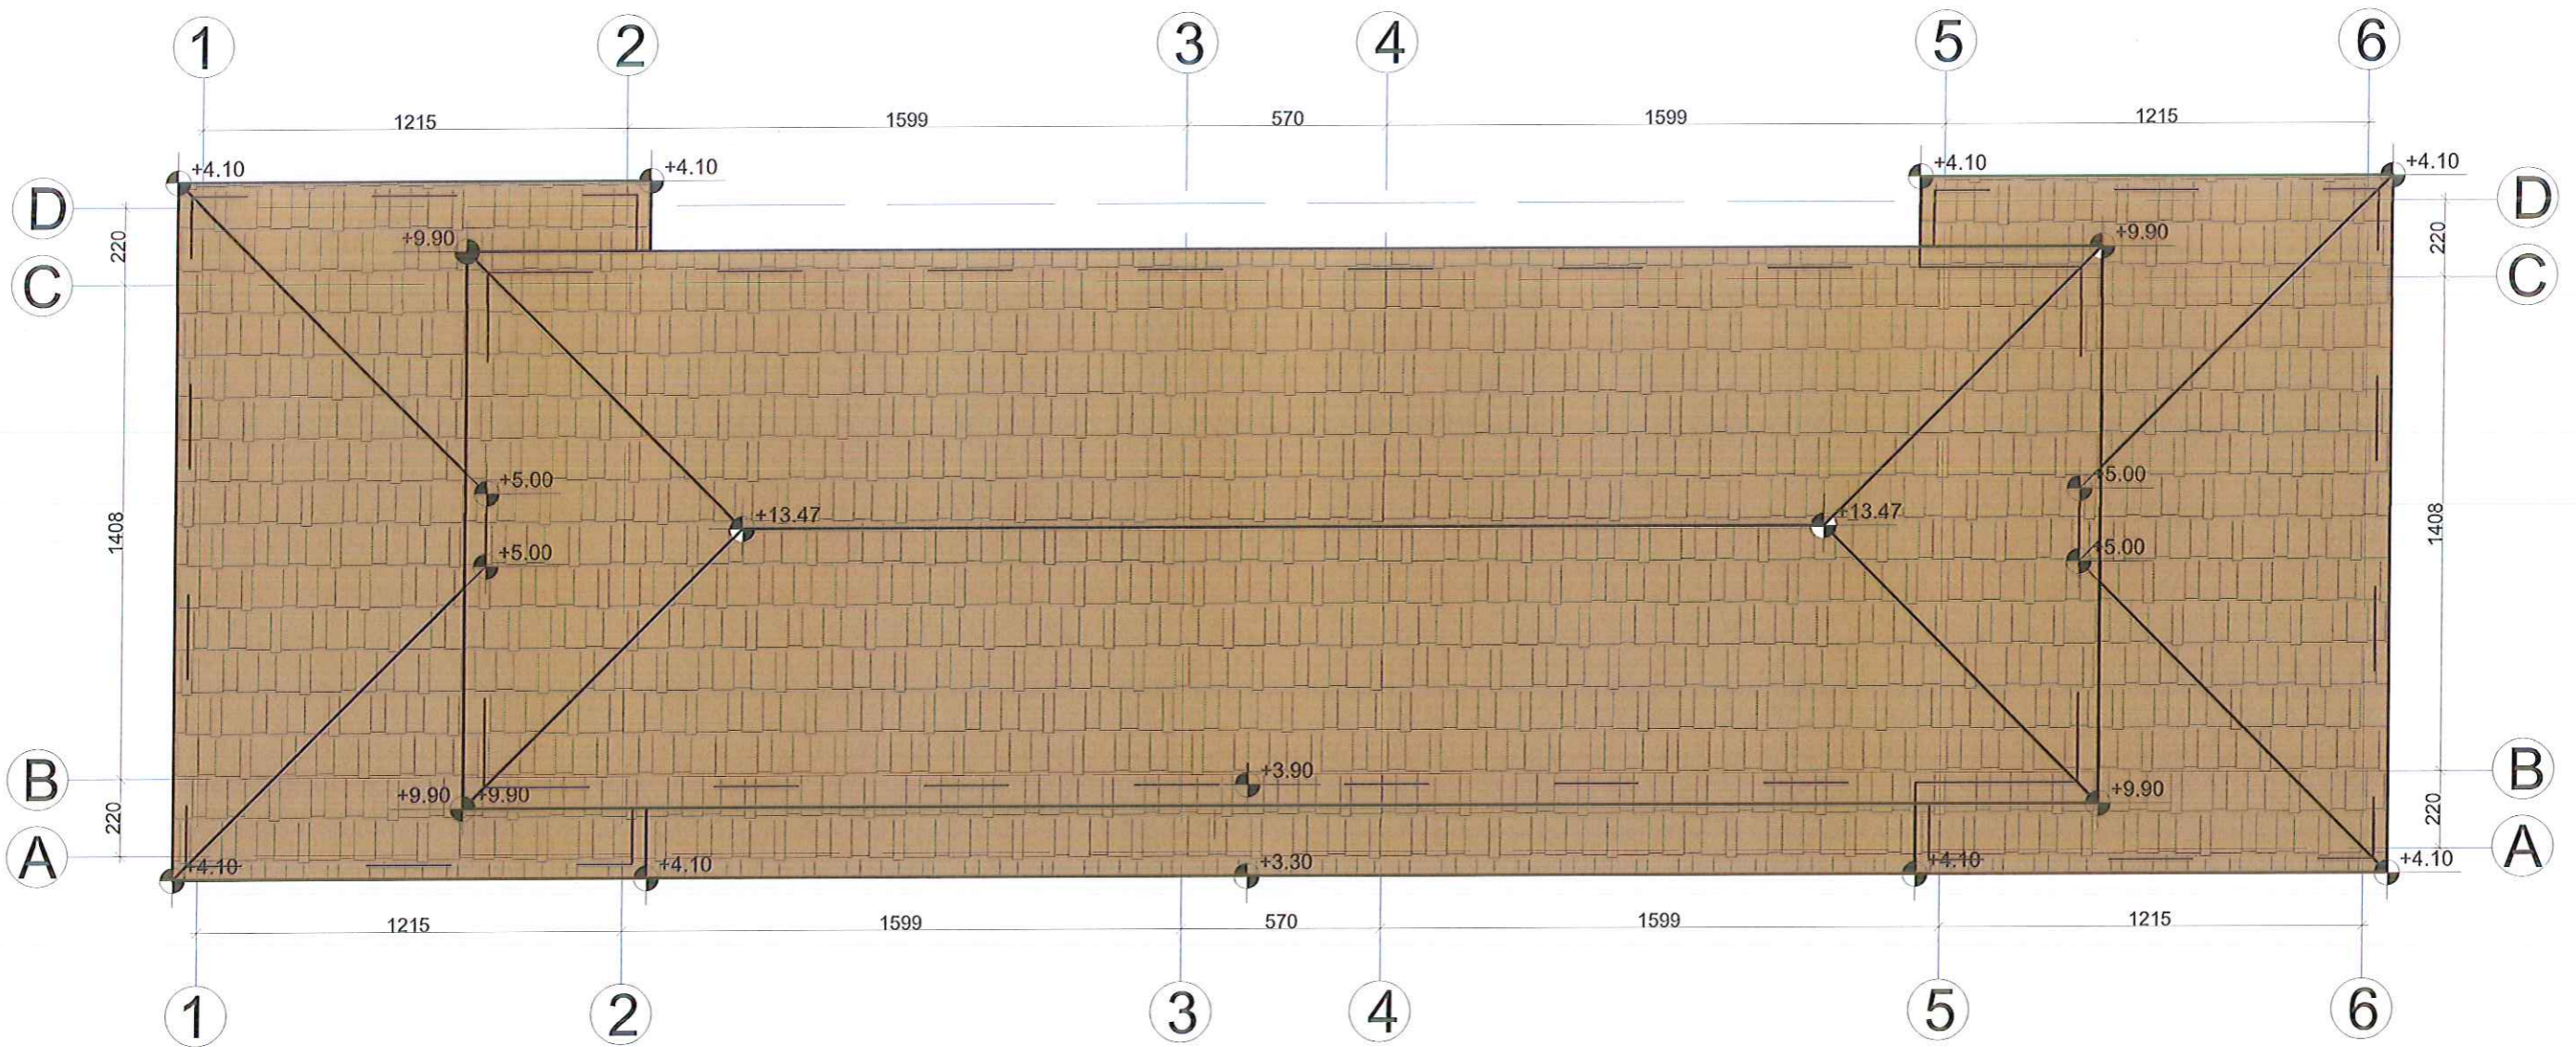 1 2 3 4 5 6
1215 1599 570 1599 1215
+4.10 +4.10 +4.10 +4.10
D D
220 +9.90 +9.90 220
C C
+5.00 +5.00
1408 +13.47 +13.47 1408
+5.00 +5.00
B +3.90 B
+9.90 +9.90 +9.90
220 220
A +4.10 +4.10 +3.30 +4.10 +4.10 A
1215 1599 570 1599 1215
1 2 3 4 5 6